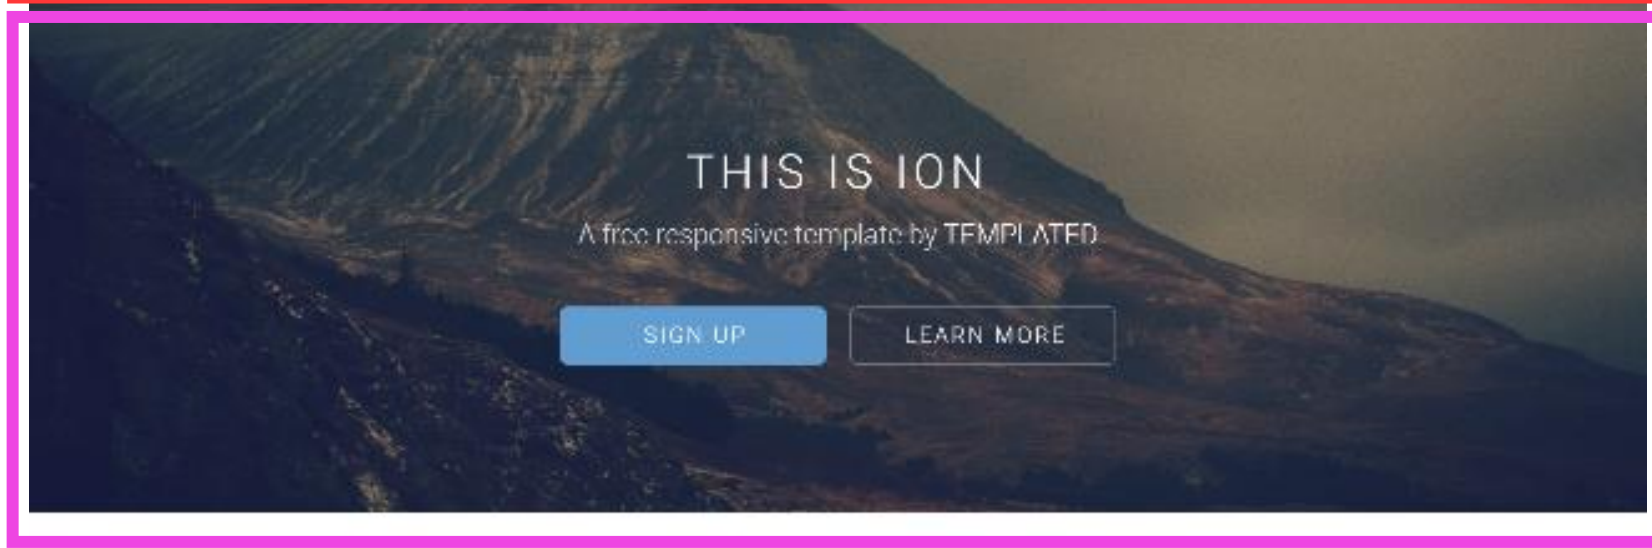 THIS IS ION
A free responsive template by TEMPLATED
SIGN UP
LEARN MORE